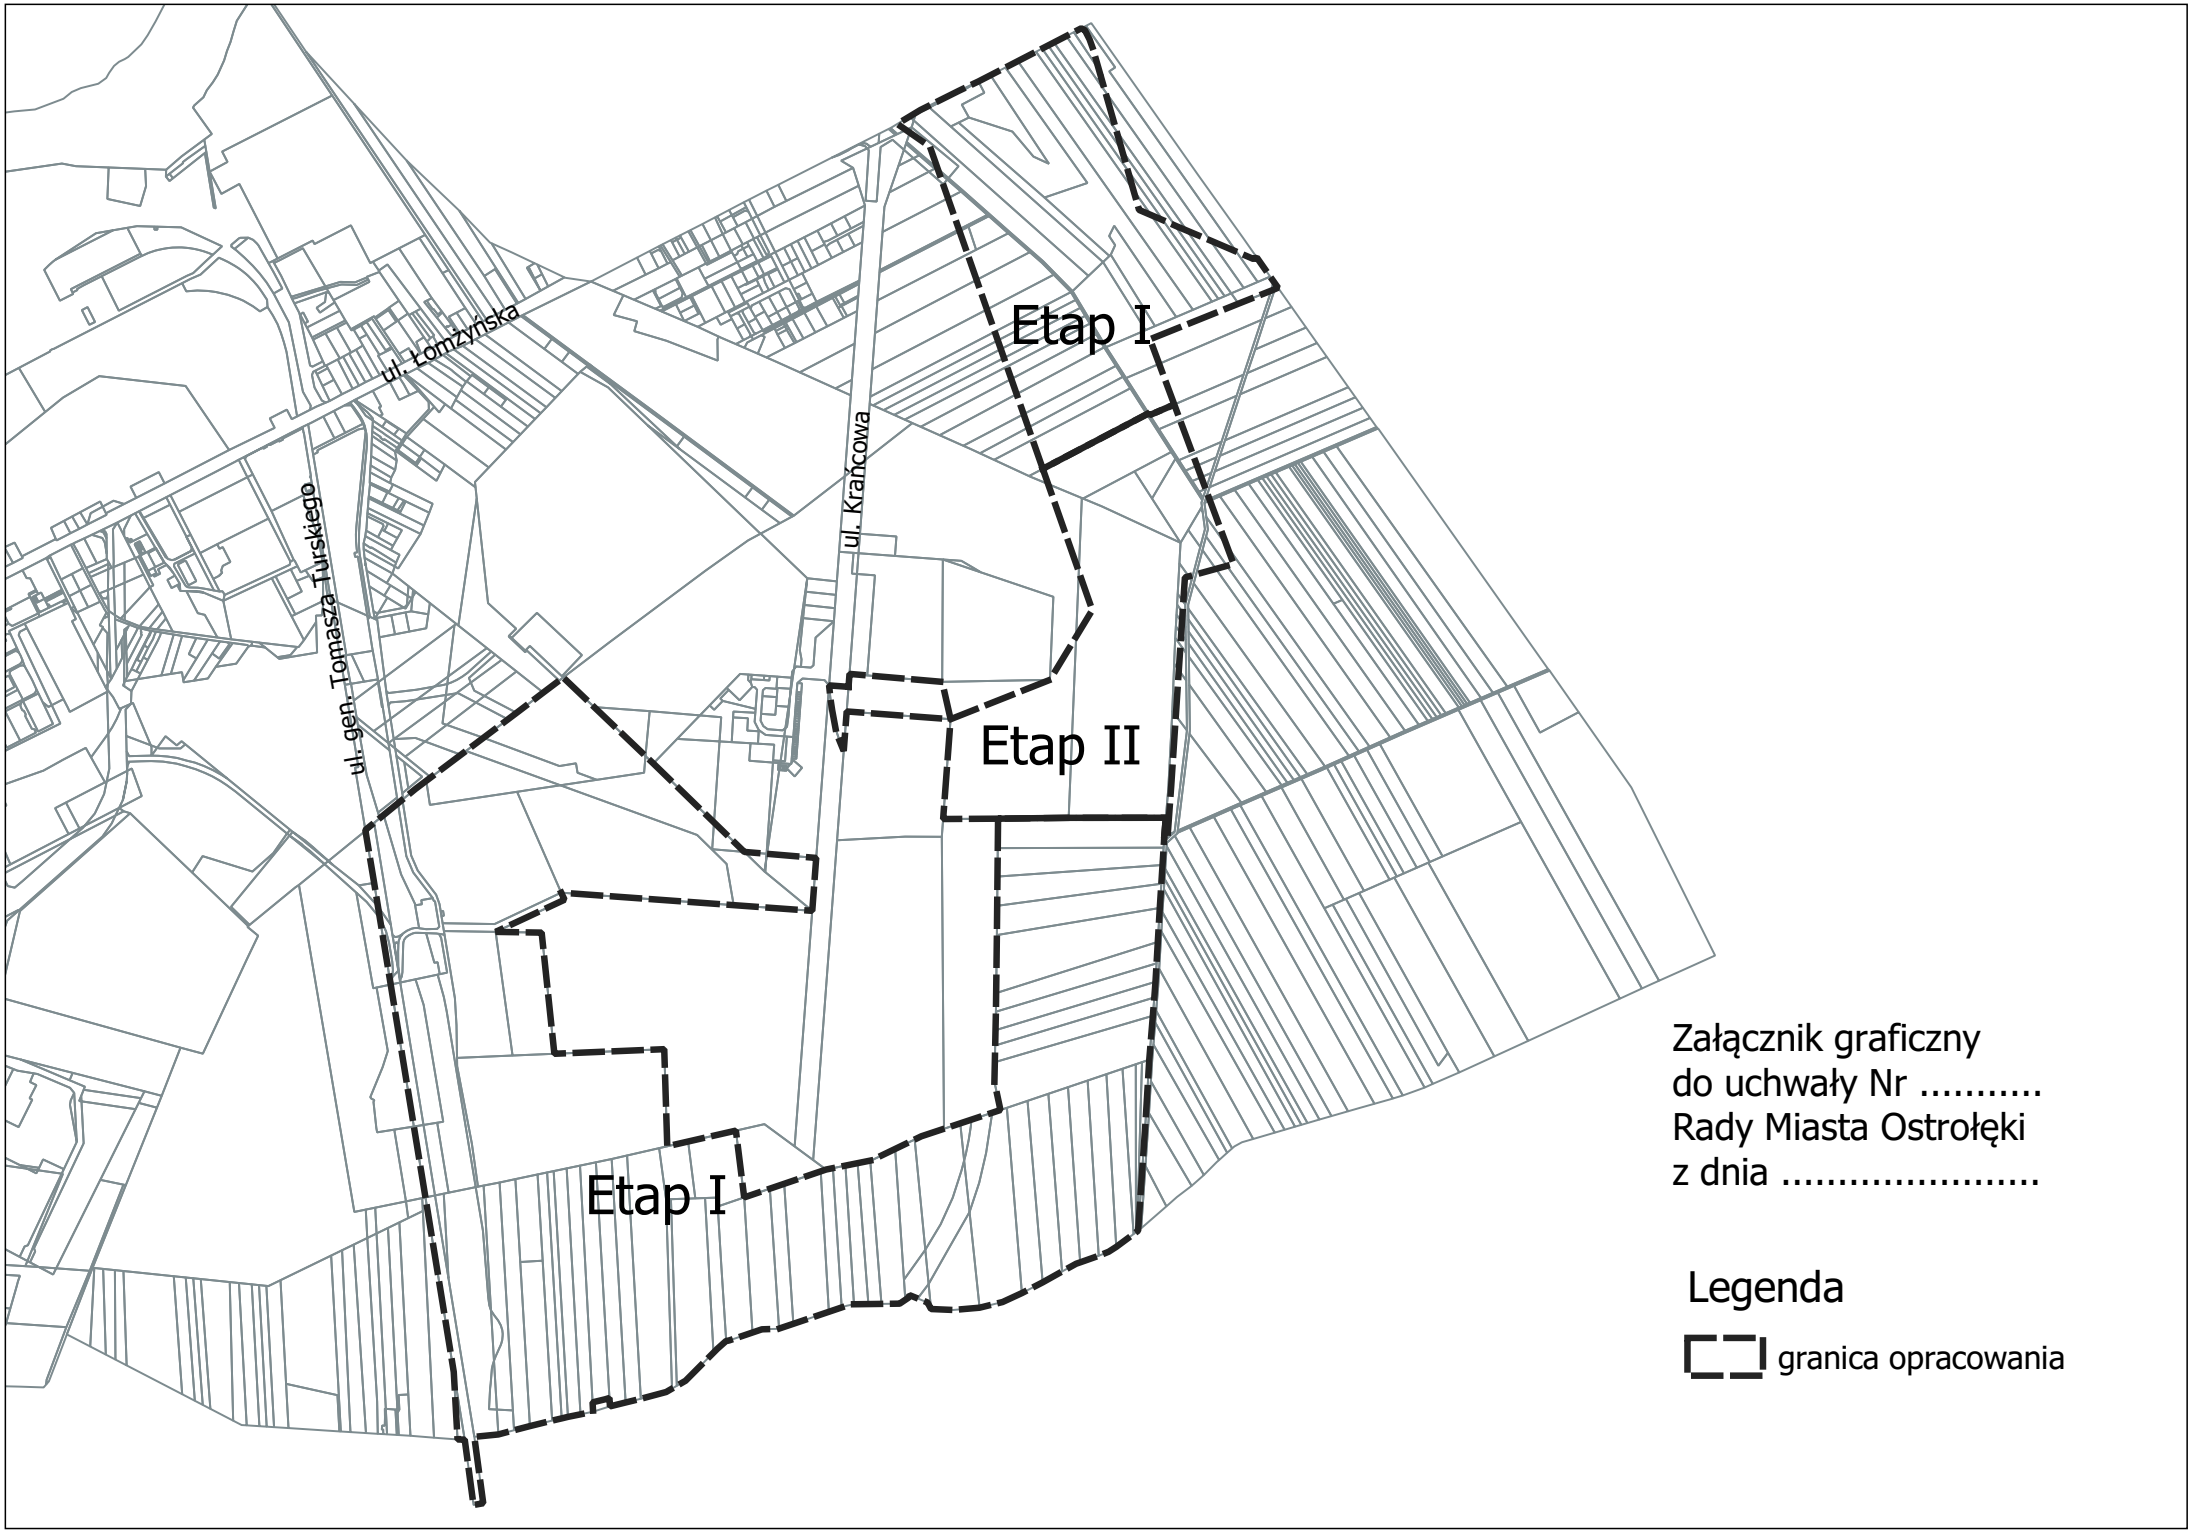 Etap I
ul. Łomżyńska
ul. Krańcowa
ul. gen. Tomasza Turskiego
Etap II
Etap I
Załącznik graficzny
do uchwały Nr ...........
Rady Miasta Ostrołęki
z dnia .......................
Legenda
granica opracowania